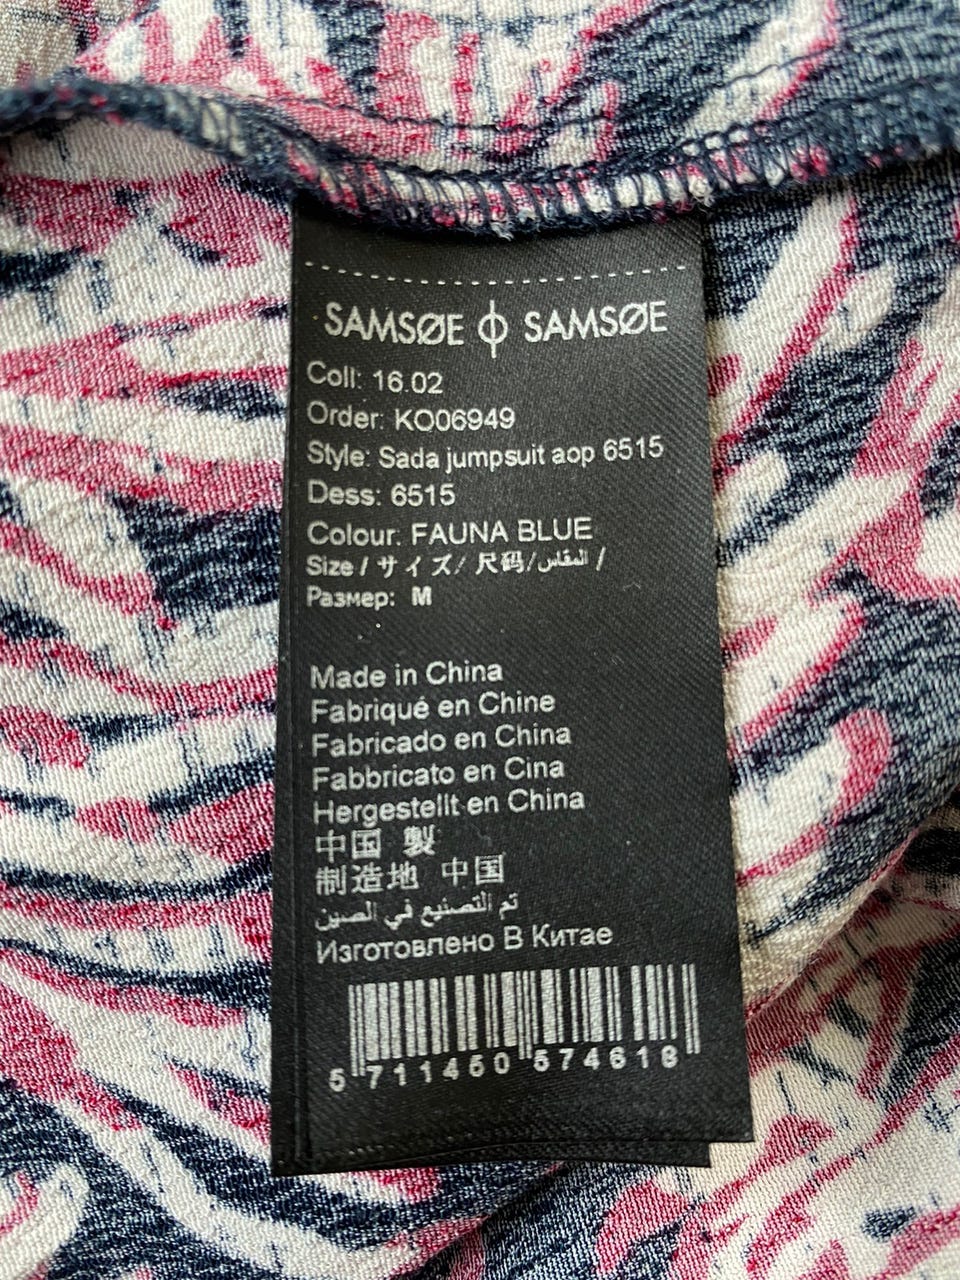 SAMSØE ϕ SAMSØE
Coll: 16.02
Order: KO06949
Style: Sada jumpsuit aop 6515
Dess: 6515
Colour: FAUNA BLUE
Size / サイズ/ 尺码/المقاس /
Размер: M
Made in China
Fabriqué en Chine
Fabricado en China
Fabbricato en Cina
Hergestellt en China
中国 製
制造地 中国
تم التصنيع في الصين
Изготовлено В Китае
5 711450 574618